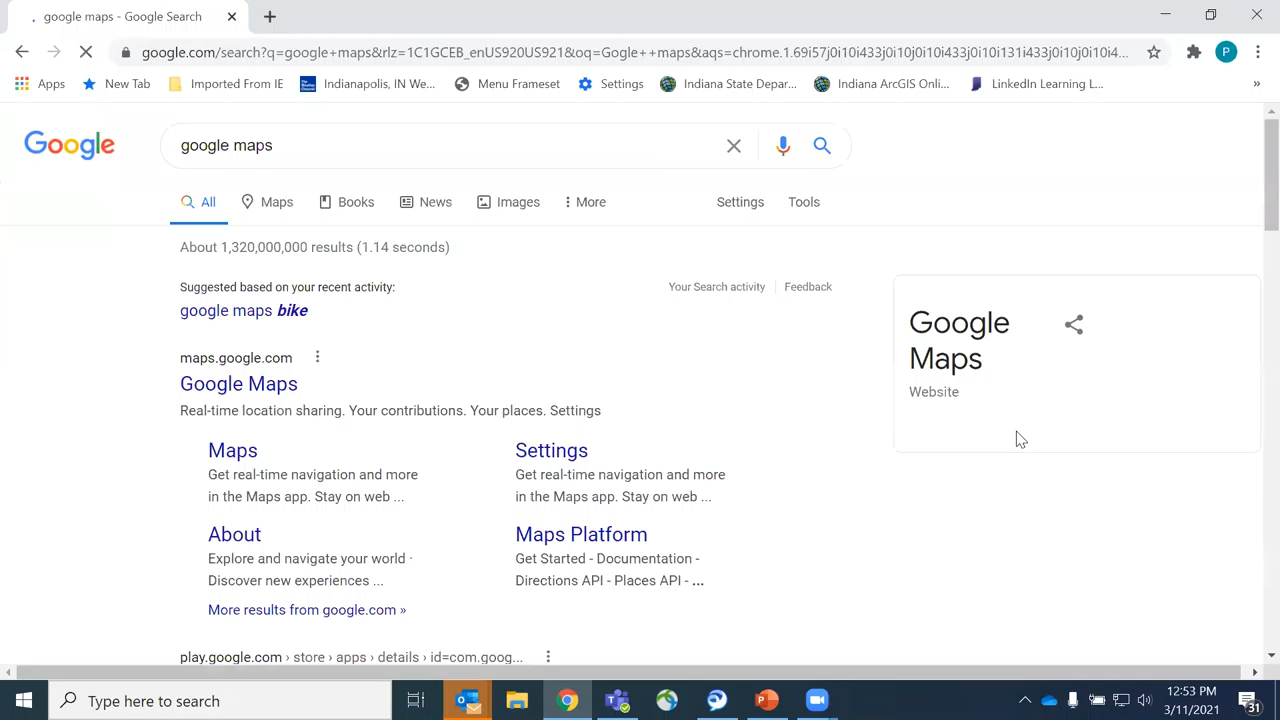 google maps - Google Search
google.com/search?q=google+maps&rlz=1C1GCEB_enUS920US921&oq=Gogle++maps&aqs=chrome.1.69i57j0i10i433j0i10j0i10i433j0i10i131i433j0i10j0i10i4...
P
Apps
New Tab
Imported From IE
Indianapolis, IN We...
Menu Frameset
Settings
Indiana State Depar...
Indiana ArcGIS Onli...
LinkedIn Learning L...
»
Google
google maps
All
Maps
Books
News
Images
More
Settings
Tools
About 1,320,000,000 results (1.14 seconds)
Suggested based on your recent activity:
Your Search activity
Feedback
google maps bike
maps.google.com
Google Maps
Real-time location sharing. Your contributions. Your places. Settings
Maps
Get real-time navigation and more
in the Maps app. Stay on web ...
Settings
Get real-time navigation and more
in the Maps app. Stay on web ...
About
Explore and navigate your world ·
Discover new experiences ...
Maps Platform
Get Started - Documentation -
Directions API - Places API - ...
More results from google.com »
play.google.com › store › apps › details › id=com.goog...
Google
Maps
Website
Type here to search
12:53 PM
3/11/2021
31